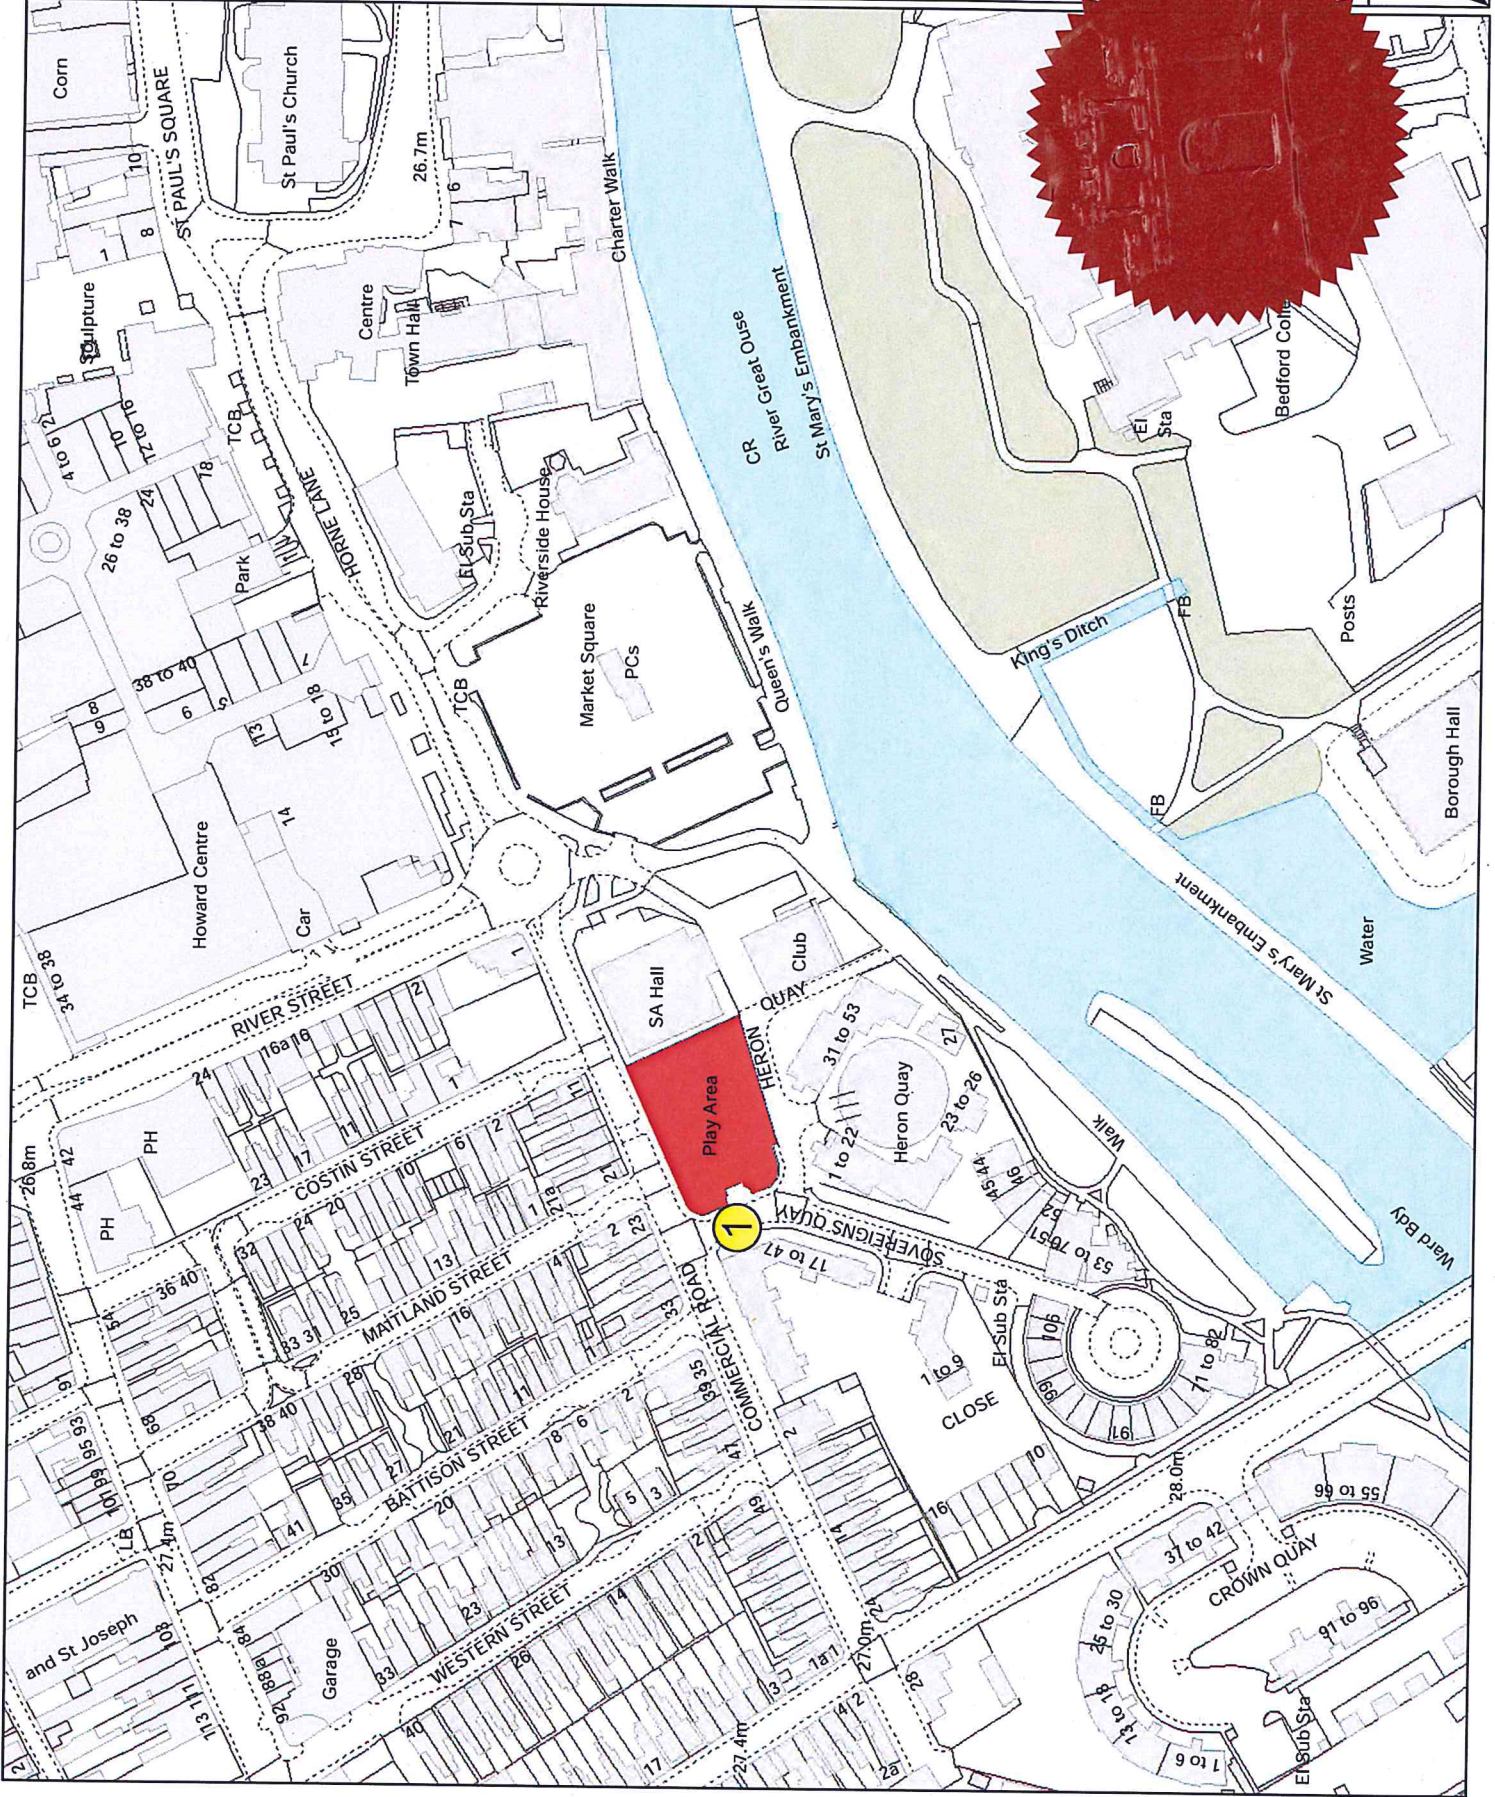 Corn
ST PAUL'S SQUARE
St Paul's Church
10
8
1
26.7m
6
7
Sculpture
Centre
Town Hall
Charter Walk
4 to 6
2
10
12 to 16
18
24
26 to 38
TCB
HORNE LANE
Park
El Sub Sta
Riverside House
CR
River Great Ouse
St Mary's Embankment
El
Sta
Bedford Colle
38 to 40
8
9
6
5
7
13
15 to 18
14
TCB
Market Square
PCs
Queen's Walk
King's Ditch
FB
Posts
FB
Borough Hall
Howard Centre
Car
1
TCB
34 to 38
RIVER STREET
SA Hall
Club
HERON
QUAY
St Mary's Embankment
Water
24
16a
16
2
1
1
11
11
17
23
COSTIN STREET
Play Area
31 to 53
27
Heron Quay
1 to 22
23 to 26
Walk
26.8m
42
44
PH
PH
6
2
10
20
24
32
1
21a
21
13
2
23
4
MAITLAND STREET
1
SOVEREIGNS QUAY
17 to 47
45
44
46
52
51
53 to 70
Ward Bdy
36
40
54
33
31
25
16
33
1
COMMERCIAL ROAD
El Sub Sta
106
99
91
71 to 82
1 to 9
CLOSE
91
93
95
99
101
68
70
38
40
28
21
11
27
35
BATTISON STREET
8
6
2
39
35
41
2
10
16
LB
27.4m
41
20
5
3
13
82
84
30
and St Joseph
103
88a
92
Garage
33
23
WESTERN STREET
14
2
49
14
24
28.0m
55 to 66
37 to 42
CROWN QUAY
25 to 30
91 to 96
111
113
40
26
1a
1
3
27.0m
28
13 to 18
1 to 6
El Sub Sta
2
17
27.4m
4
2
2a